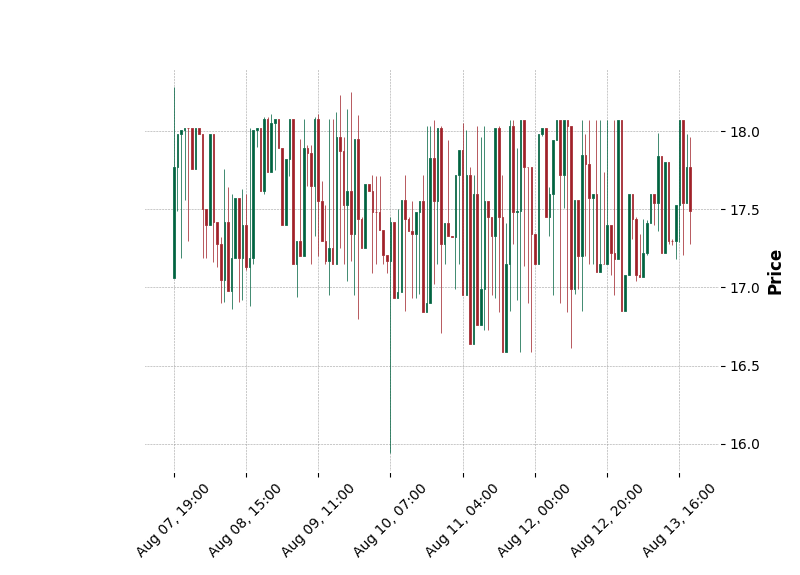 18.0
17.5
17.0
16.5
16.0
Price
Aug 07, 19:00
Aug 08, 15:00
Aug 09, 11:00
Aug 10, 07:00
Aug 11, 04:00
Aug 12, 00:00
Aug 12, 20:00
Aug 13, 16:00